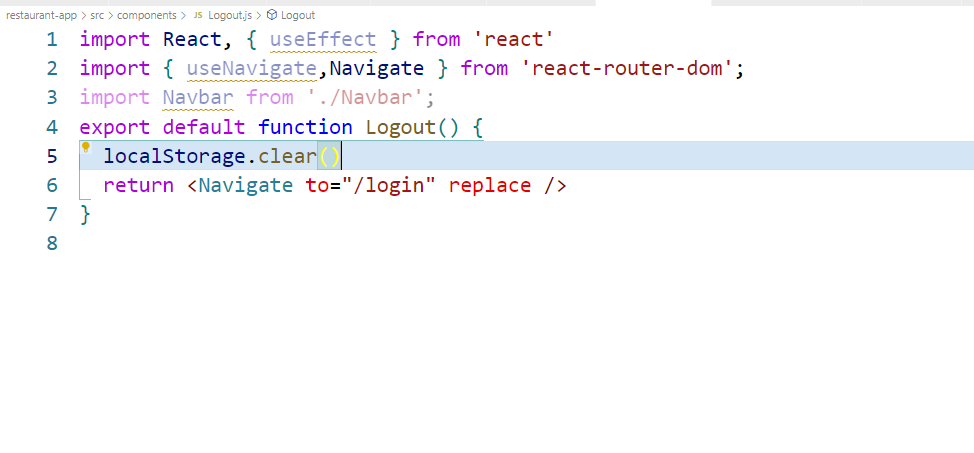 restaurant-app > src > components > JS Logout.js > Logout
1 import React, { useEffect } from 'react'
2 import { useNavigate,Navigate } from 'react-router-dom';
3 import Navbar from './Navbar';
4 export default function Logout() {
5 localStorage.clear()
6 return <Navigate to="/login" replace />
7 }
8